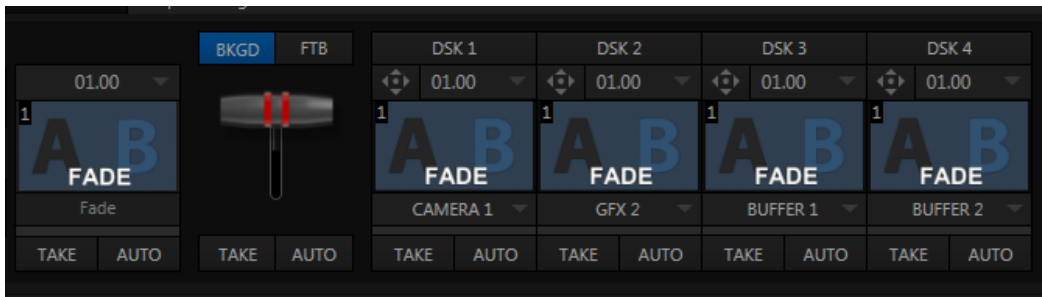 BKGD FTB DSK 1 DSK 2 DSK 3 DSK 4
01.00 01.00 01.00 01.00 01.00
1 A B 1 A B 1 A B 1 A B 1 A B
FADE FADE FADE FADE FADE
Fade CAMERA 1 GFX 2 BUFFER 1 BUFFER 2
TAKE AUTO TAKE AUTO TAKE AUTO TAKE AUTO TAKE AUTO TAKE AUTO